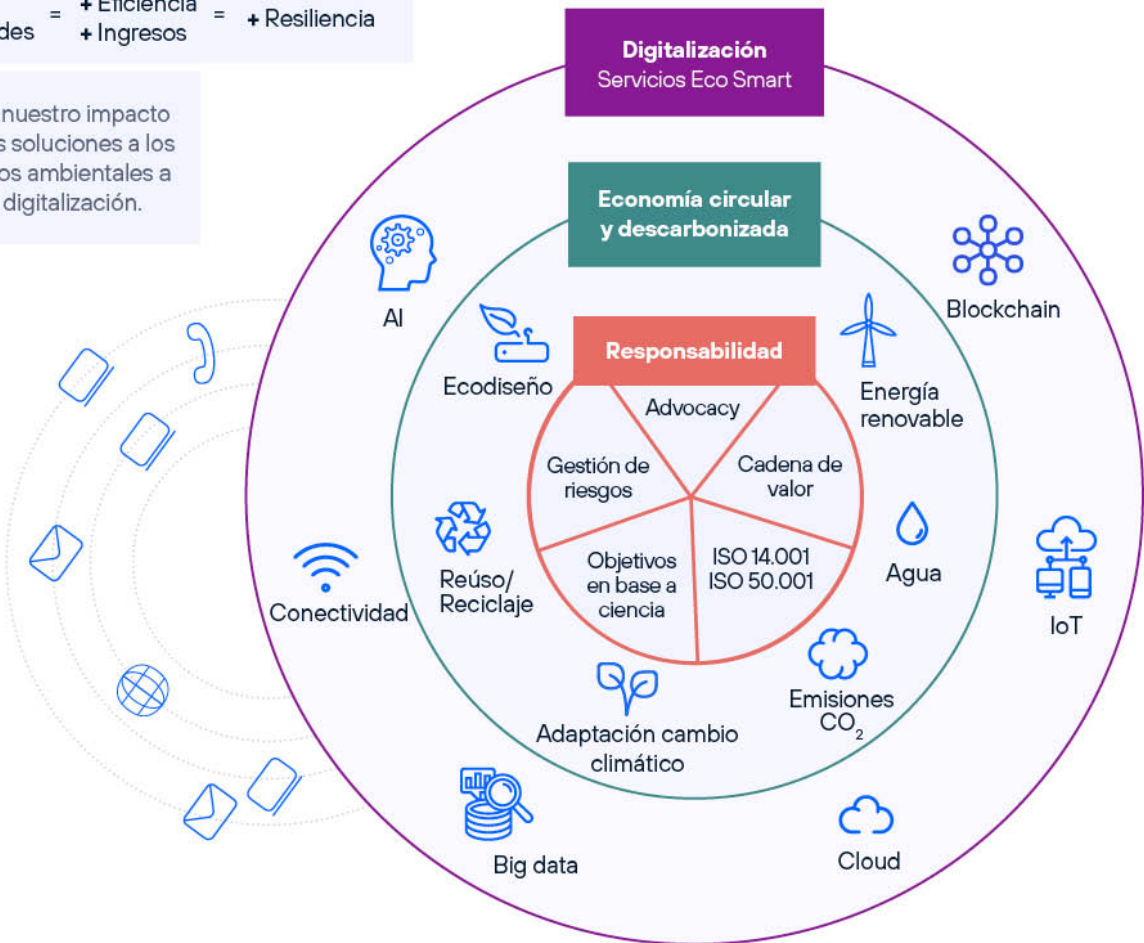 = + Eficiencia = + Resiliencia
+ Ingresos
nuestro impacto
soluciones a los
ambientales a
digitalización.
Digitalización
Servicios Eco Smart
Economía circular
y descarbonizada
Responsabilidad
Advocacy
Cadena de
valor
ISO 14.001
ISO 50.001
Objetivos
en base a
ciencia
Gestión de
riesgos
Ecodiseño
Energía
renovable
Agua
Emisiones
CO₂
Adaptación cambio
climático
Reúso/
Reciclaje
AI
Blockchain
IoT
Cloud
Big data
Conectividad